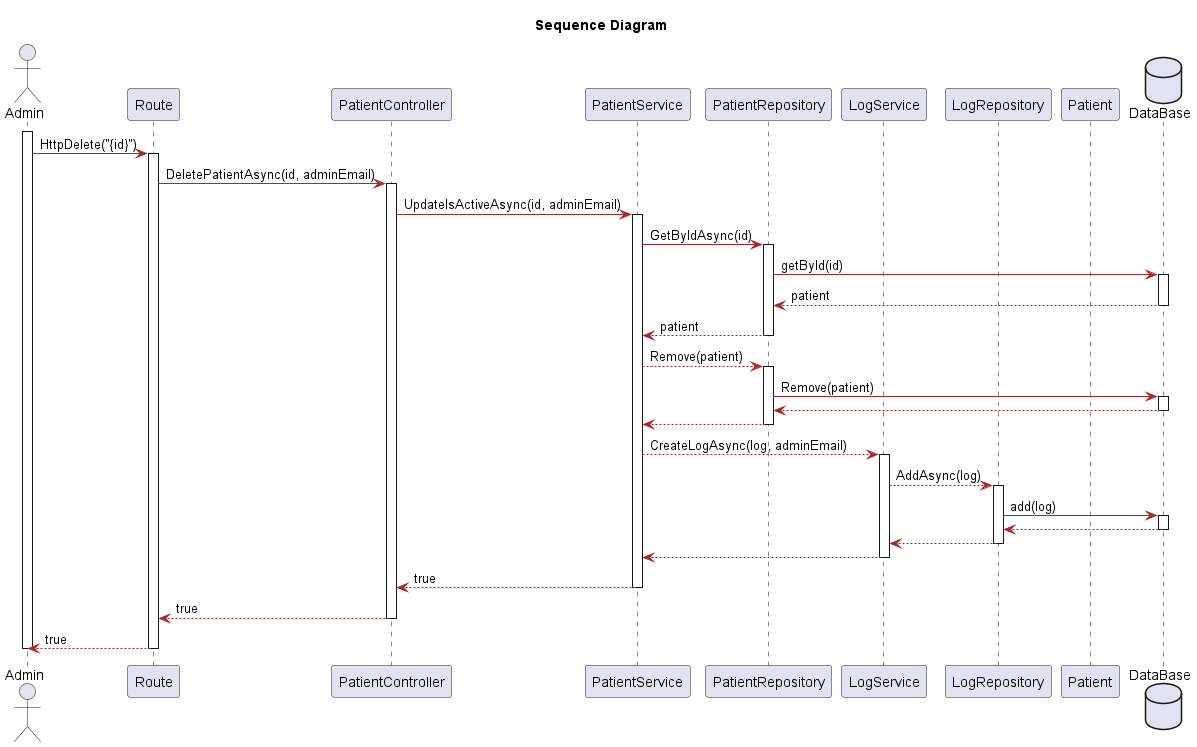 Sequence Diagram
Admin
Route
PatientController
PatientService
PatientRepository
LogService
LogRepository
Patient
DataBase
HttpDelete("{id}")
DeletePatientAsync(id, adminEmail)
UpdateIsActiveAsync(id, adminEmail)
GetByIdAsync(id)
getById(id)
patient
patient
Remove(patient)
Remove(patient)
CreateLogAsync(log, adminEmail)
AddAsync(log)
add(log)
true
true
true
Admin
Route
PatientController
PatientService
PatientRepository
LogService
LogRepository
Patient
DataBase